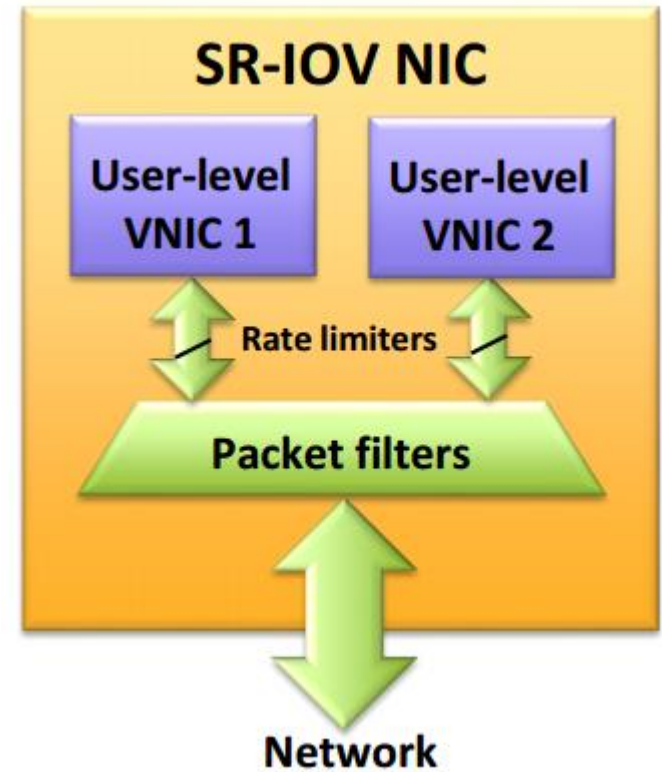 SR-IOV NIC
User-level
VNIC 1
User-level
VNIC 2
Rate limiters
Packet filters
Network